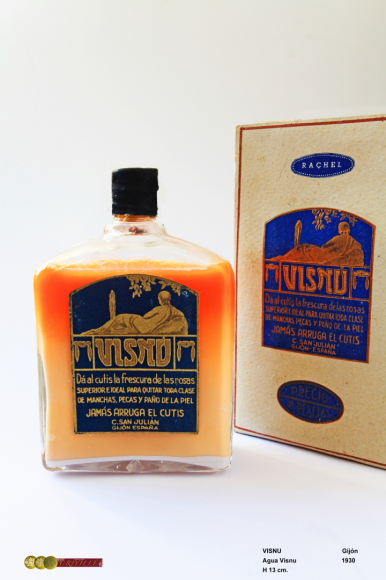 RACHEL
VISNU
Da al cutis la frescura de las rosas
SUPERIOR E IDEAL PARA QUITAR TODA CLASE
DE MANCHAS, PECAS Y PAÑO DE LA PIEL
JAMÁS ARRUGA EL CUTIS
C. SAN JULIAN
GIJÓN-ESPAÑA
PRECIO
VISNU
Dá al cutis la frescura de las rosas
SUPERIOR E IDEAL PARA QUITAR TODA CLASE
DE MANCHAS, PECAS Y PAÑO DE LA PIEL
JAMÁS ARRUGA EL CUTIS
C. SAN JULIAN
GIJÓN ESPAÑA
VISNU Gijón
Agua Visnu 1930
H 13 cm.